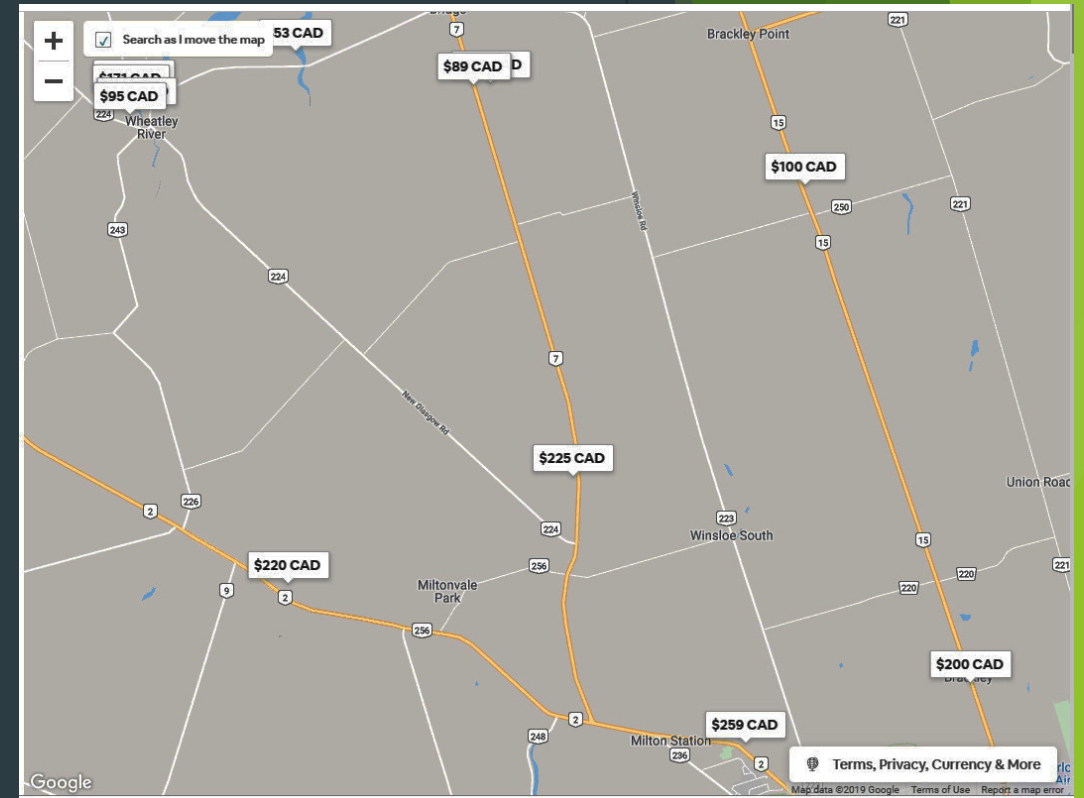 +
Search as I move the map
53 CAD
7
221
Brackley Point
−
$171 CAD
$89 CAD
D
$95 CAD
224
Wheatley
River
15
$100 CAD
Winsloe Rd
250
221
243
15
224
7
New Glasgow Rd
$225 CAD
Union Road
226
2
223
224
Winsloe South
15
$220 CAD
256
220
221
9
2
Miltonvale
Park
220
256
$200 CAD
Brackley
2
$259 CAD
248
Milton Station
236
2
Terms, Privacy, Currency & More
Google
Map data ©2019 Google
Terms of Use
Report a map error